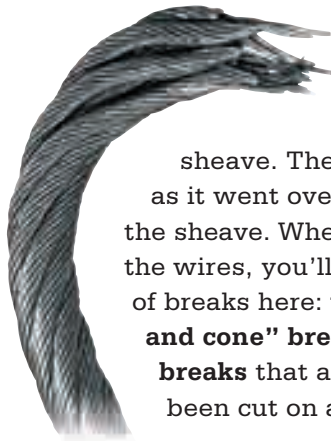 sheave. The
as it went ove
the sheave. Whe
the wires, you'll
of breaks here:
and cone” bre
breaks that a
been cut on a